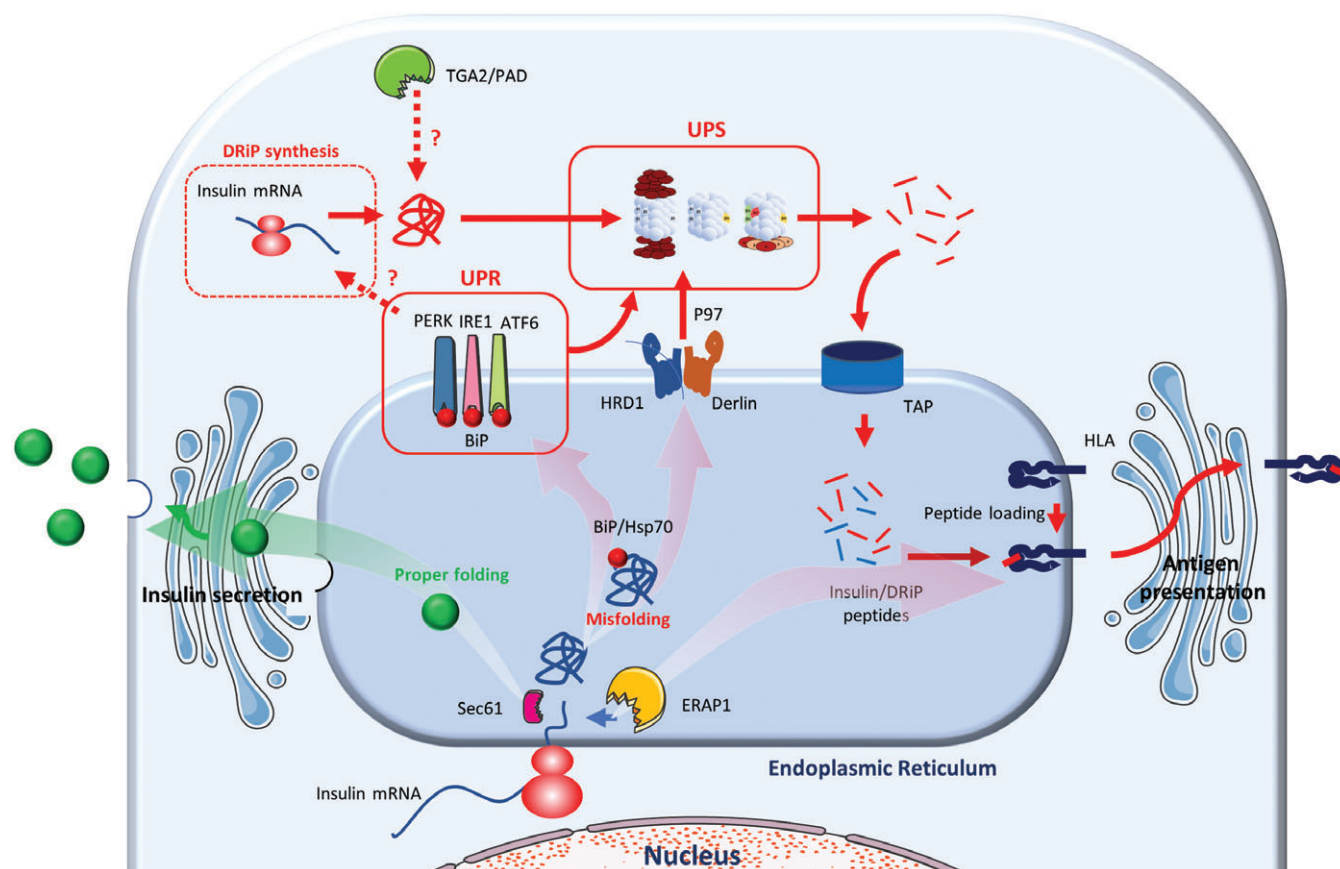 TGA2/PAD
?
UPS
DRiP synthesis
Insulin mRNA
?
UPR
P97
PERK IRE1 ATF6
HRD1
Derlin
TAP
BiP
HLA
BiP/Hsp70
Peptide loading
Proper folding
Insulin secretion
Antigen
presentation
Misfolding
Insulin/DRiP
peptides
Sec61
ERAP1
Endoplasmic Reticulum
Insulin mRNA
Nucleus